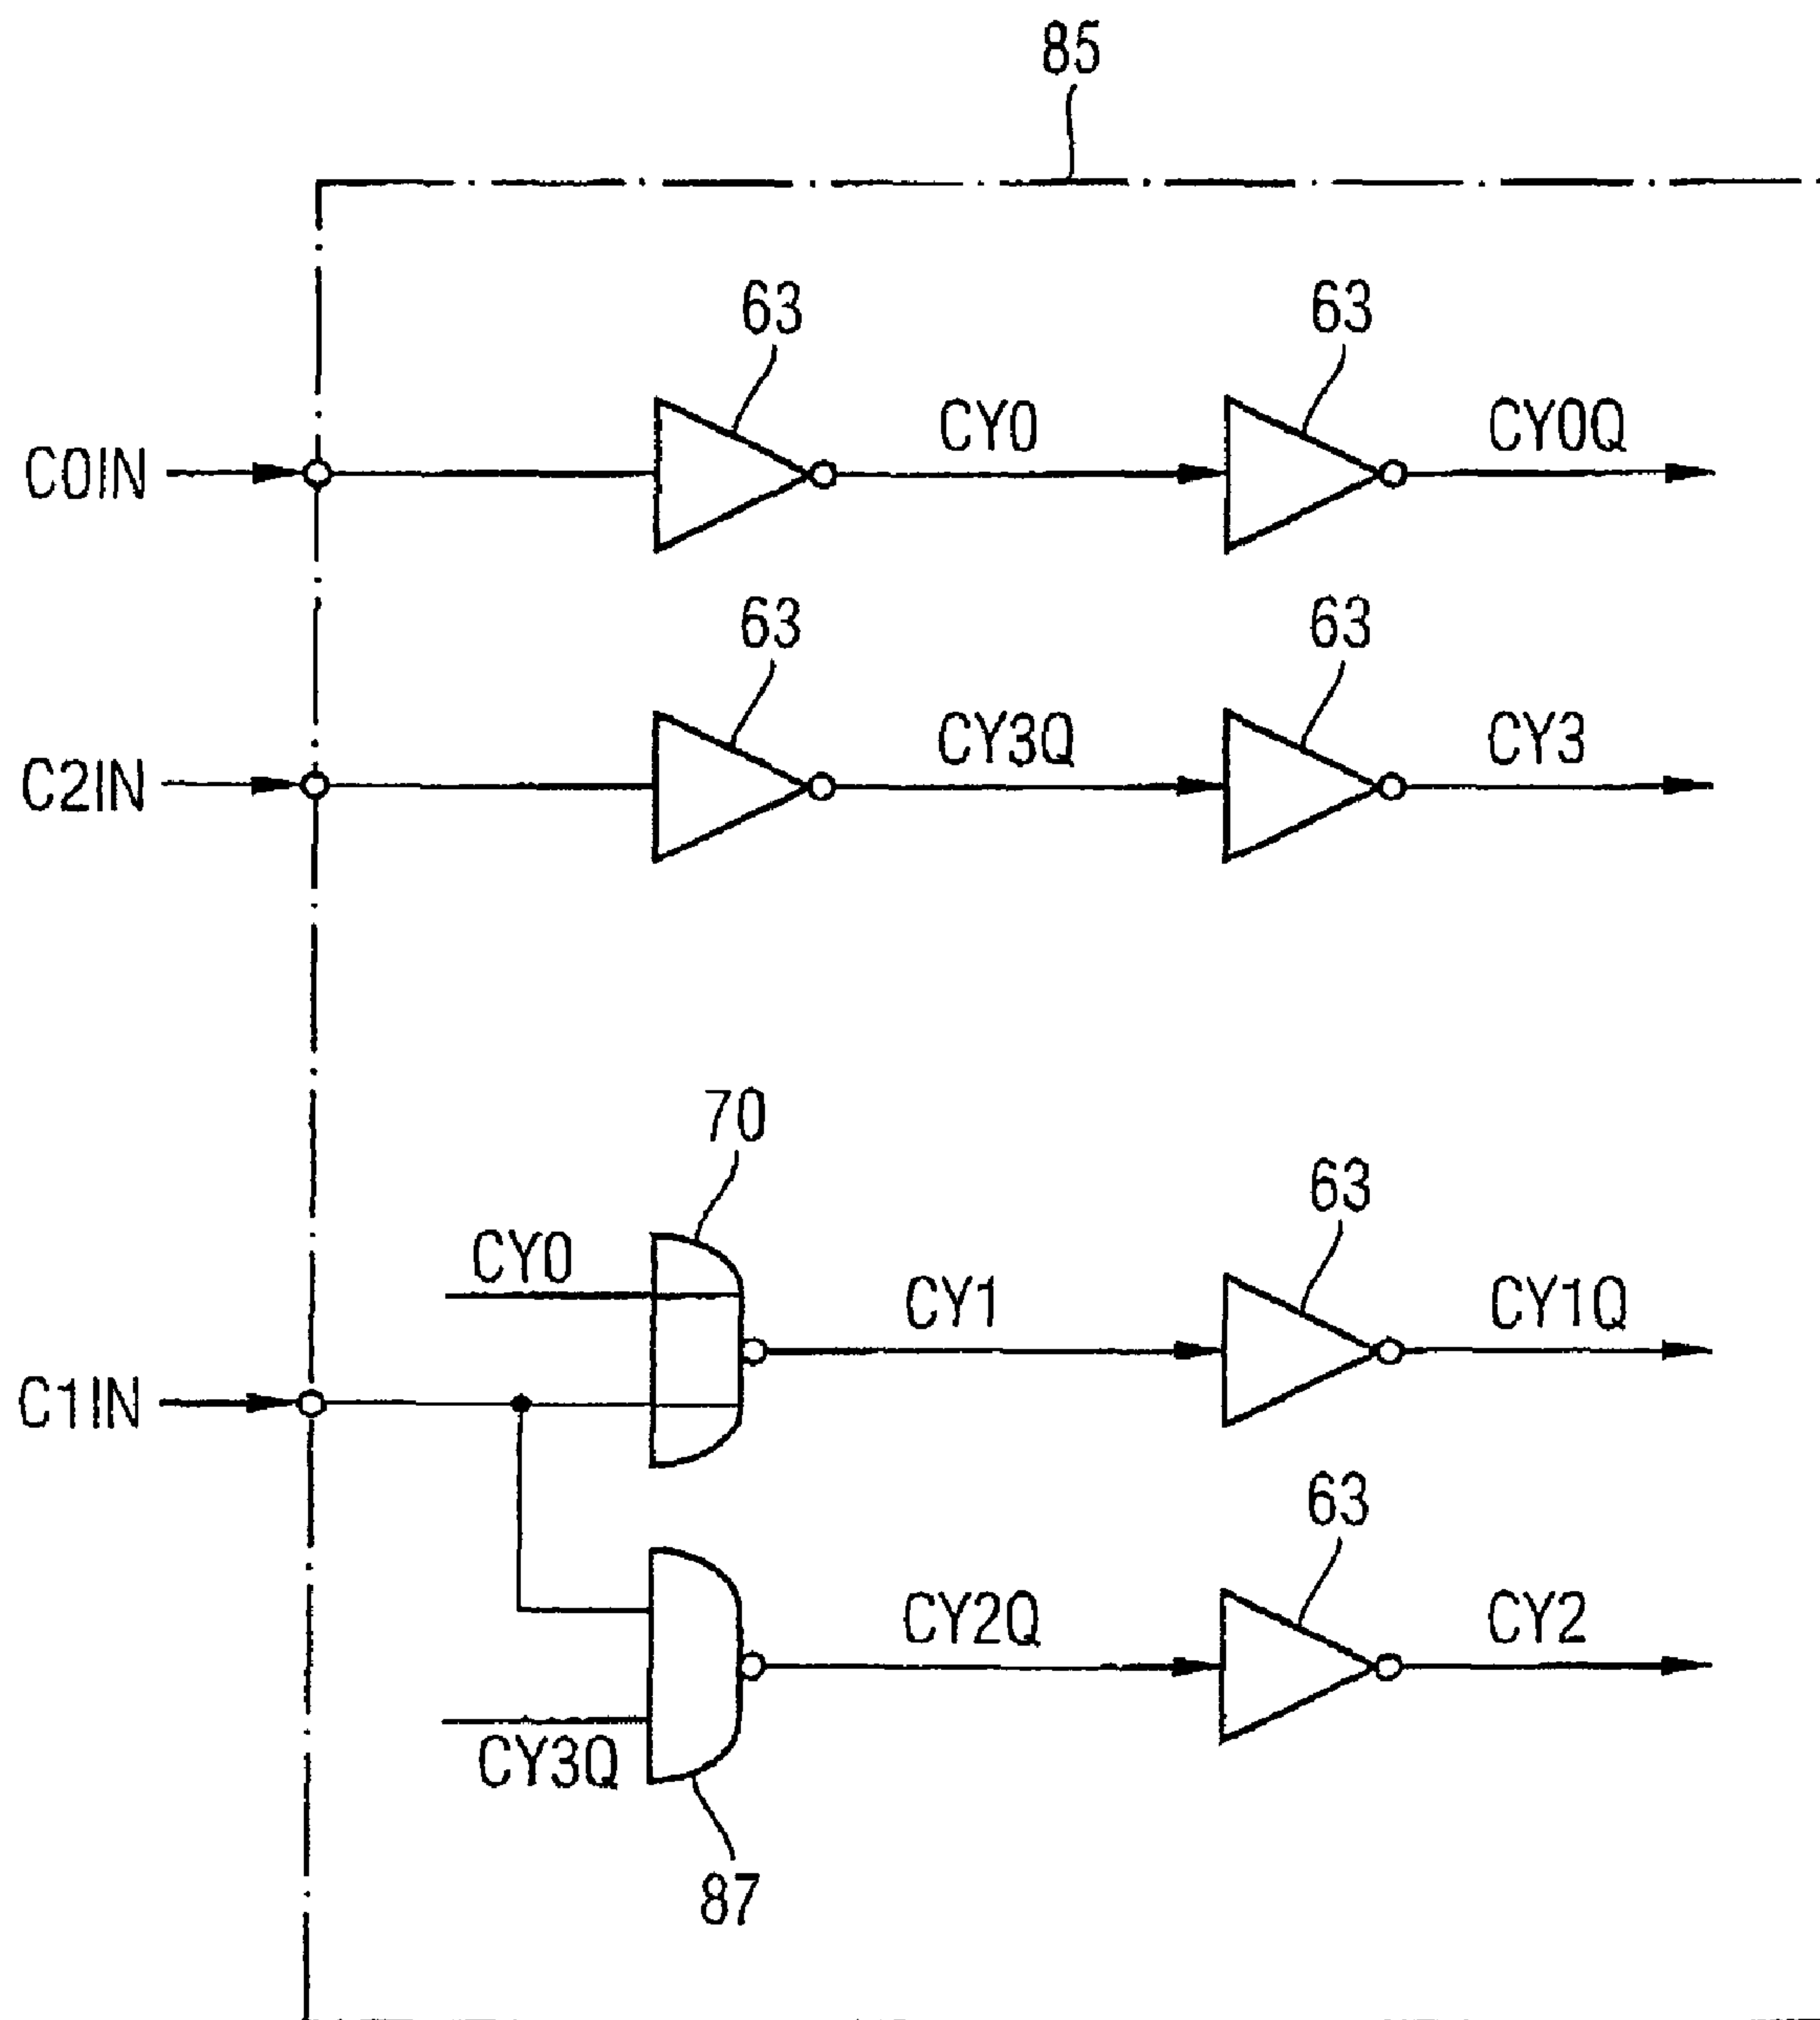 85
63 63
C0IN CY0 CY0Q
63 63
C2IN CY3Q CY3
70
63
CY0 CY1 CY1Q
C1IN
63
CY2Q CY2
CY3Q
87